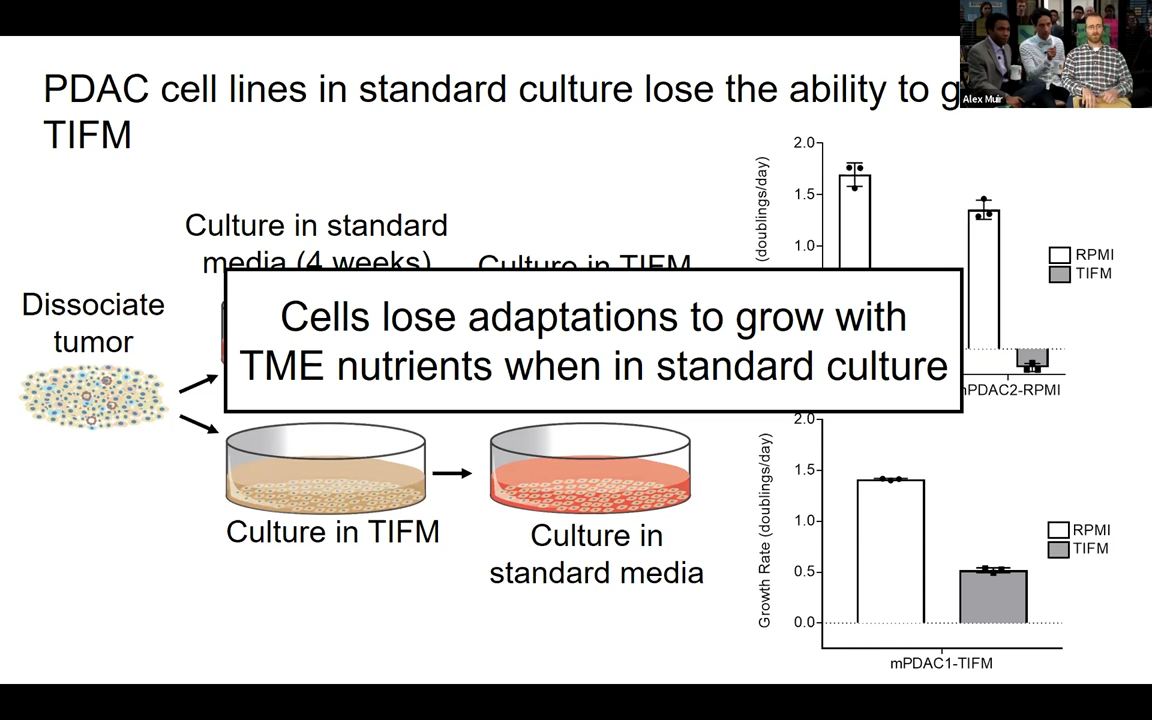 PDAC cell lines in standard culture lose the ability to
TIFM
Alex Muir
Culture in standard
media (4 weeks)
Culture in TIFM
Dissociate
tumor
Cells lose adaptations to grow with
TME nutrients when in standard culture
Culture in TIFM
Culture in
standard media
(doublings/day)
2.0
1.5
1.0
RPMI
TIFM
mPDAC2-RPMI
Growth Rate (doublings/day)
2.0
1.5
1.0
0.5
0.0
RPMI
TIFM
mPDAC1-TIFM